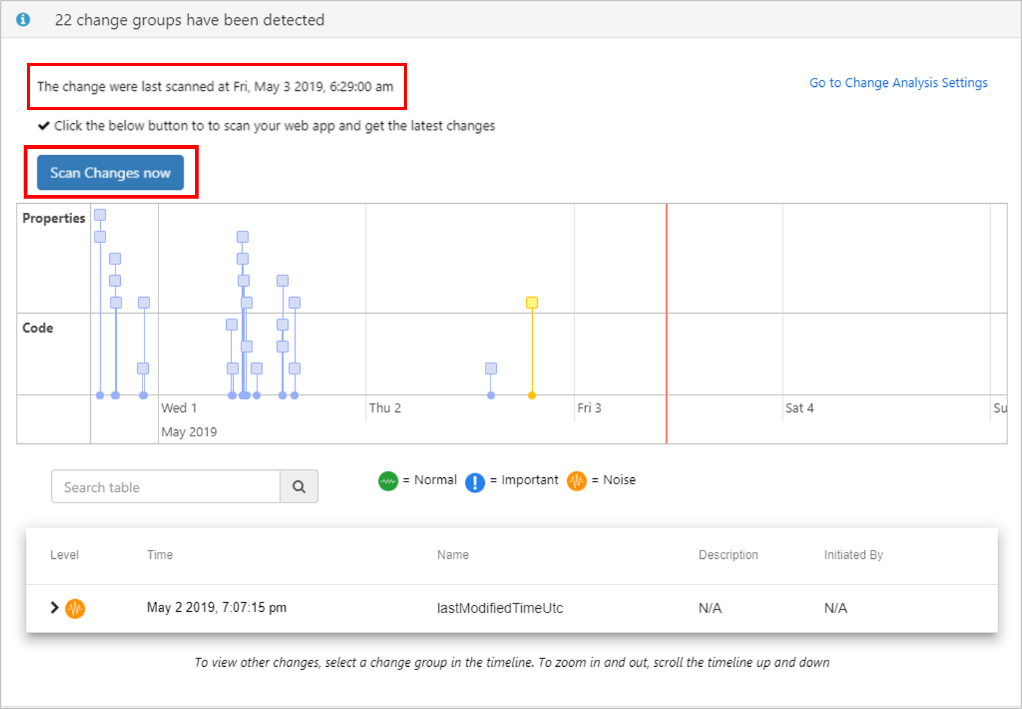 22 change groups have been detected
The change were last scanned at Fri, May 3 2019, 6:29:00 am
Go to Change Analysis Settings
Click the below button to to scan your web app and get the latest changes
Scan Changes now
Properties
Code
Wed 1
Thu 2
Fri 3
Sat 4
Su
May 2019
Search table
= Normal
= Important
= Noise
Level
Time
Name
Description
Initiated By
May 2 2019, 7:07:15 pm
lastModifiedTimeUtc
N/A
N/A
To view other changes, select a change group in the timeline. To zoom in and out, scroll the timeline up and down